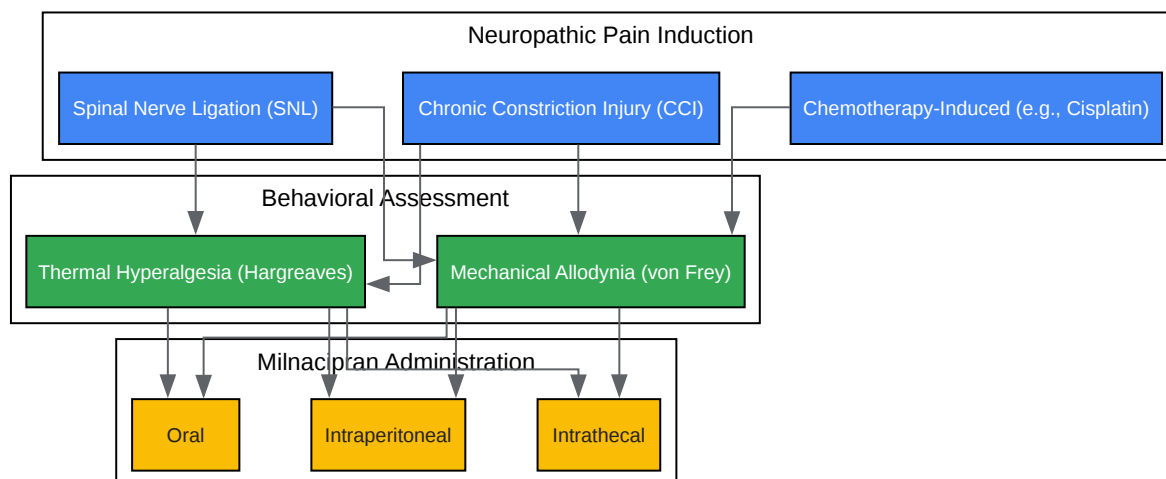 Neuropathic Pain Induction
Spinal Nerve Ligation (SNL)
Chronic Constriction Injury (CCI)
Chemotherapy-Induced (e.g., Cisplatin)
Behavioral Assessment
Thermal Hyperalgesia (Hargreaves)
Mechanical Allodynia (von Frey)
Milnacipran Administration
Oral
Intraperitoneal
Intrathecal